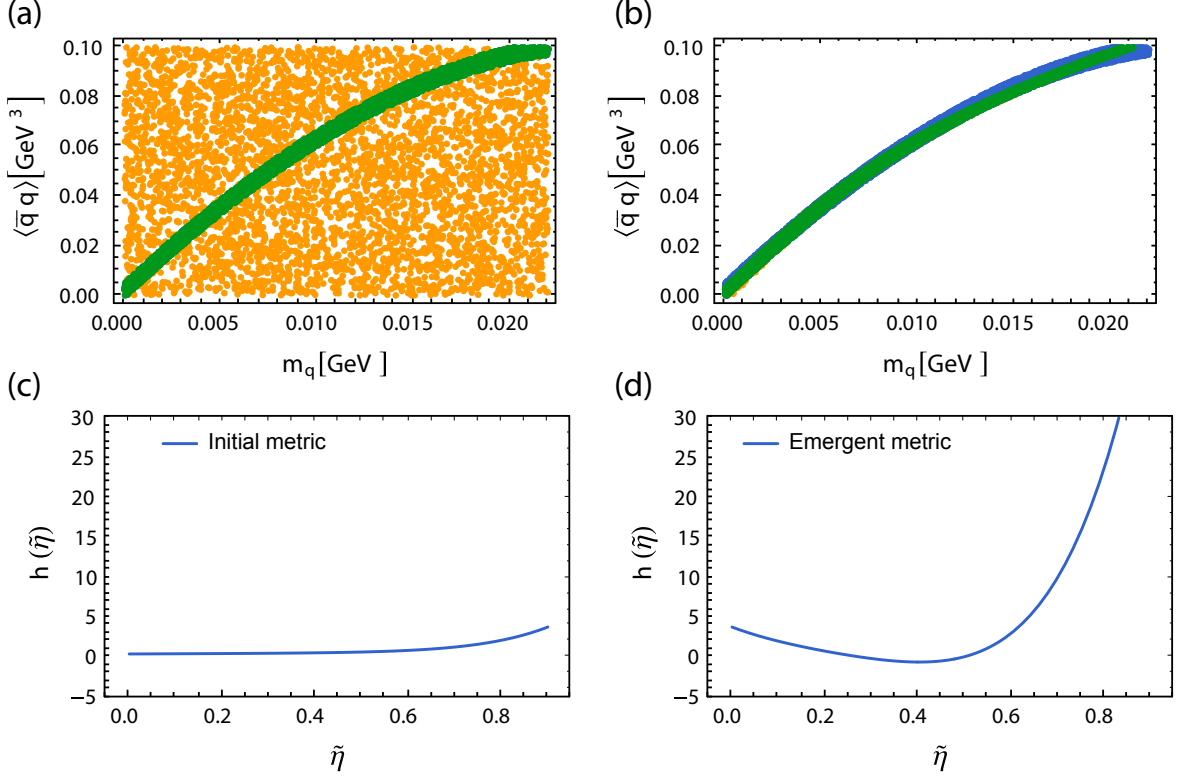 (a)
0.10
0.08
0.06
0.04
0.02
0.00
⟨q̅ q⟩[GeV ³]
0.000 0.005 0.010 0.015 0.020
m_q[GeV ]
(b)
0.10
0.08
0.06
0.04
0.02
0.00
⟨q̅ q⟩[GeV ³]
0.000 0.005 0.010 0.015 0.020
m_q[GeV ]
(c)
30
25
20
15
10
5
0
−5
h (η̃)
Initial metric
0.0 0.2 0.4 0.6 0.8
η̃
(d)
30
25
20
15
10
5
0
−5
h (η̃)
Emergent metric
0.0 0.2 0.4 0.6 0.8
η̃